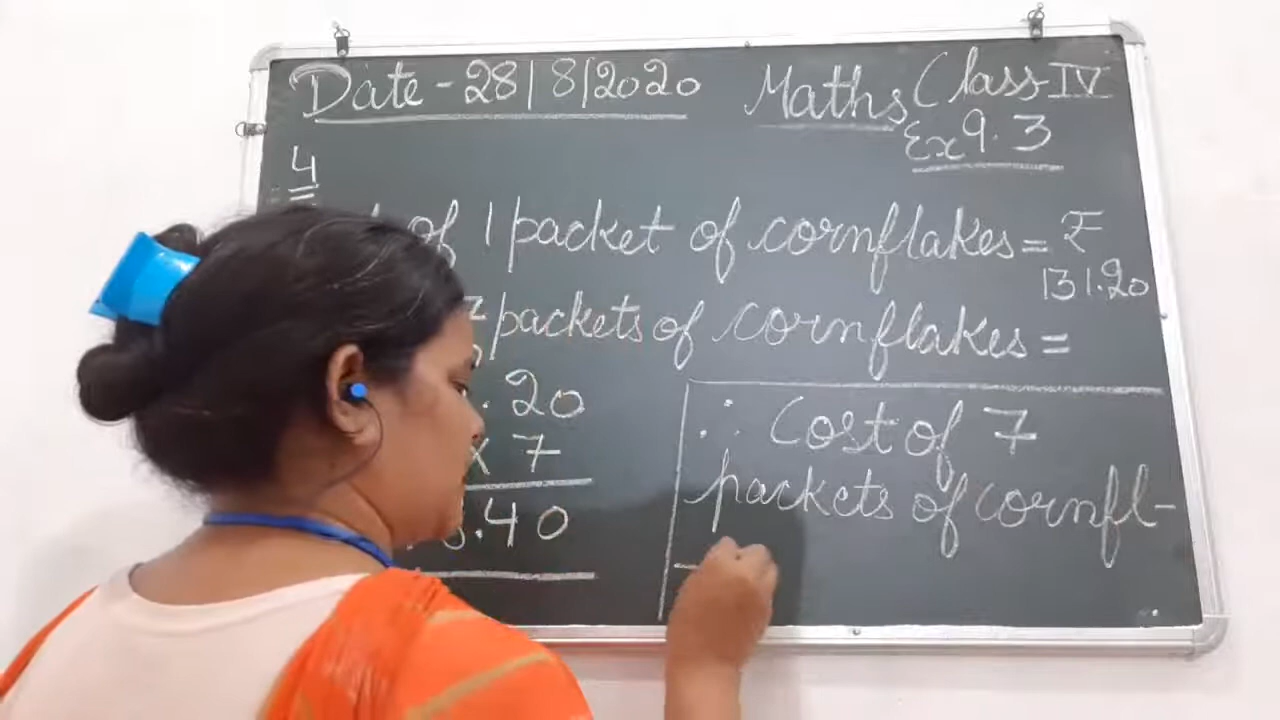 Date - 28/8/2020
Maths Class-IV
Ex 9.3
4
of 1 packet of cornflakes = ₹
131.20
7 packets of cornflakes =
. 20
x 7
.40
∴ Cost of 7
packets of cornfl-